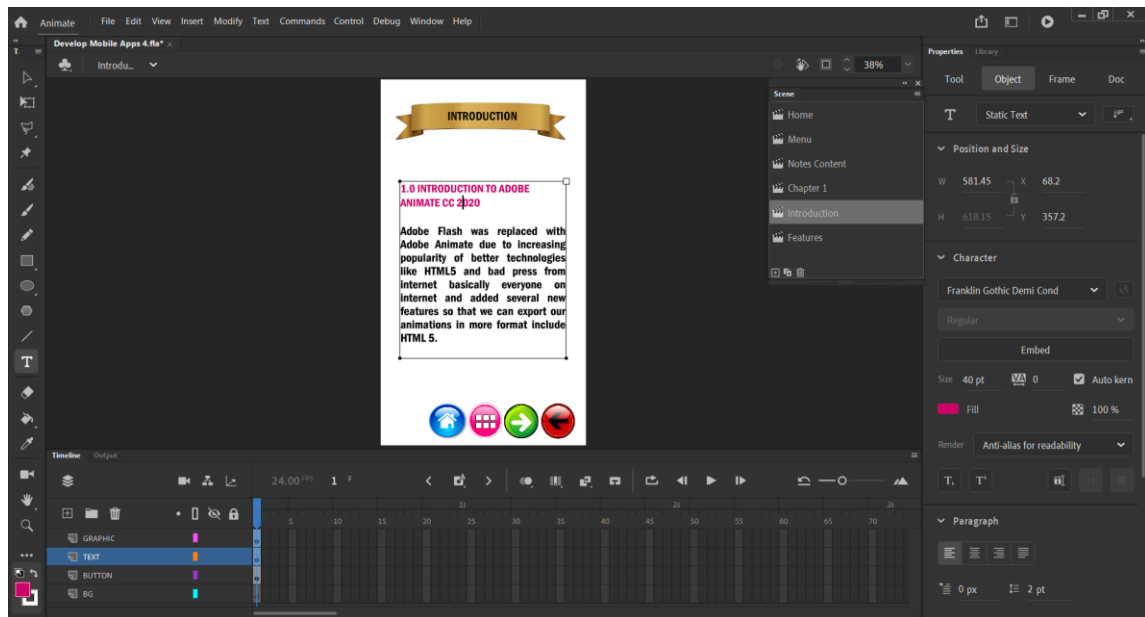 Animate File Edit View Insert Modify Text Commands Control Debug Window Help
Develop Mobile Apps 4.fla*
Introdu... 38%
INTRODUCTION
1.0 INTRODUCTION TO ADOBE
ANIMATE CC 2020
Adobe Flash was replaced with
Adobe Animate due to increasing
popularity of better technologies
like HTML5 and bad press from
internet basically everyone on
internet and added several new
features so that we can export our
animations in more format include
HTML 5.
Scene
Home
Menu
Notes Content
Chapter 1
Introduction
Features
Properties Library
Tool Object Frame Doc
T Static Text
Position and Size
W 581.45 X 68.2
H 618.15 Y 357.2
Character
Franklin Gothic Demi Cond
Regular
Embed
Size 40 pt VA 0 Auto kern
Fill 100 %
Render Anti-alias for readability
Paragraph
0 px 2 pt
Timeline Output
24.00 FPS 1 F
1s 2s 3s
5 10 15 20 25 30 35 40 45 50 55 60 65 70
GRAPHIC
TEXT
BUTTON
BG